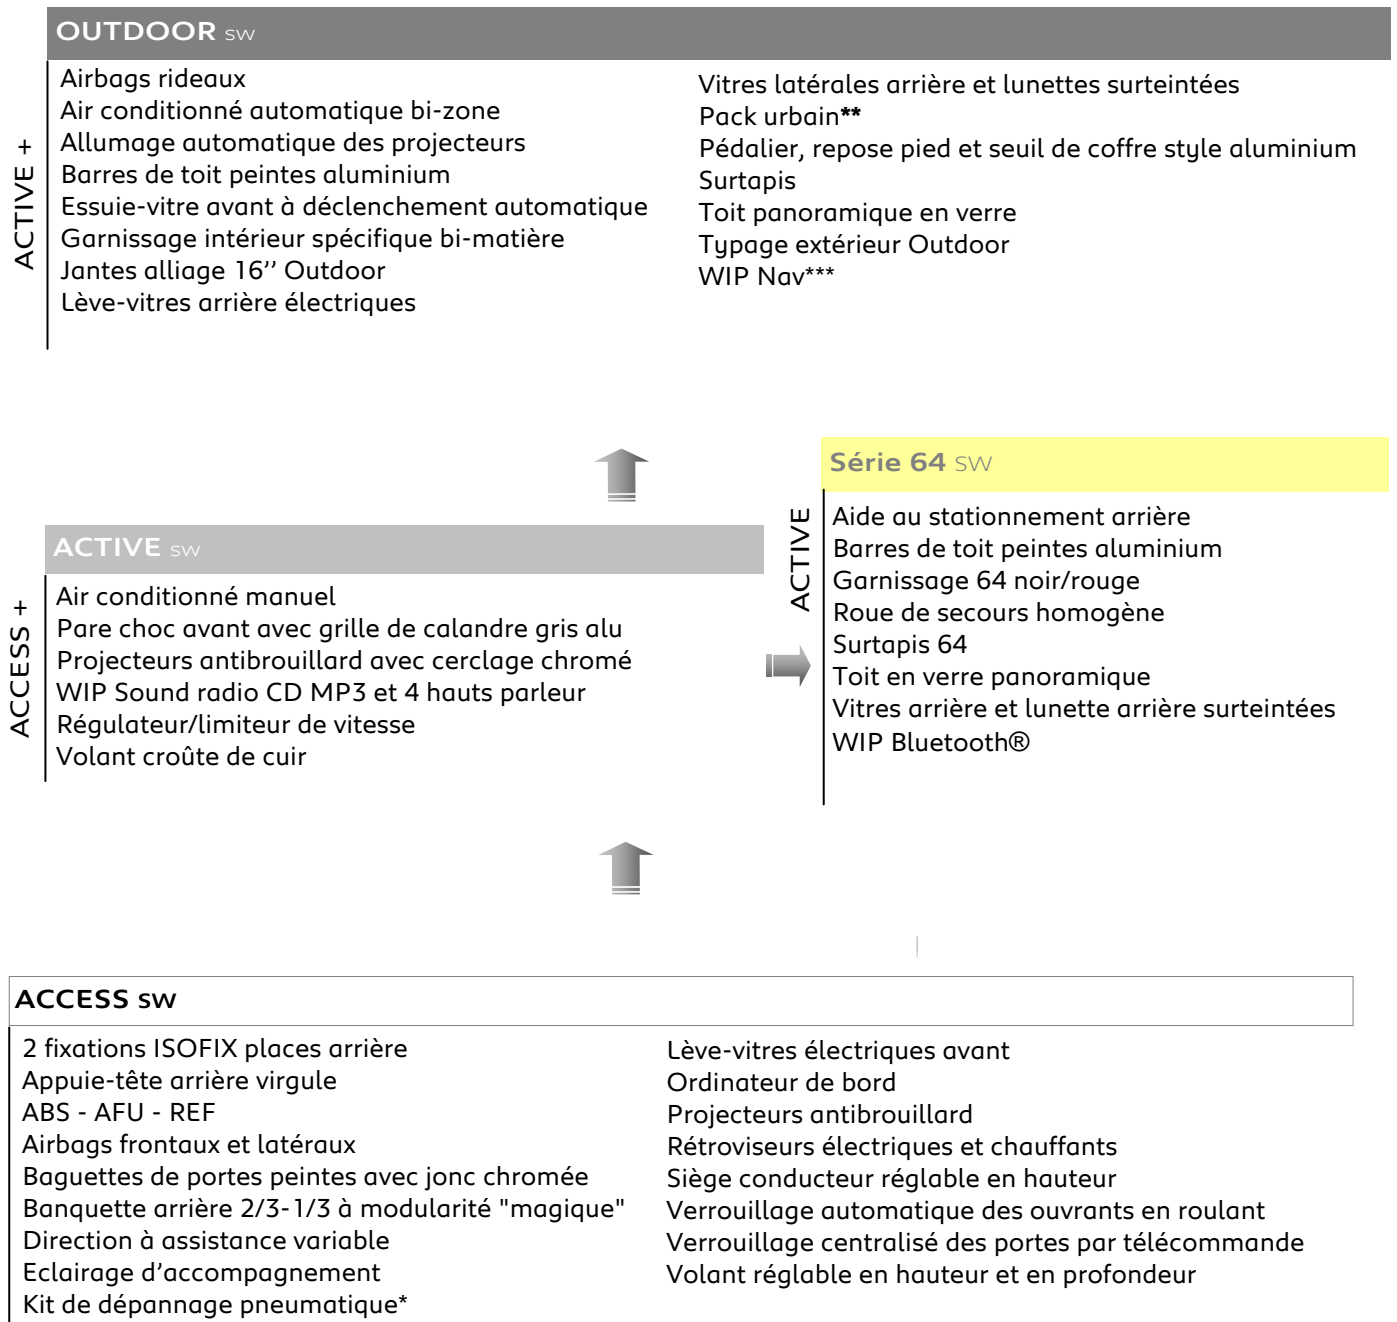 OUTDOOR SW
ACTIVE +
Airbags rideaux
Air conditionné automatique bi-zone
Allumage automatique des projecteurs
Barres de toit peintes aluminium
Essuie-vitre avant à déclenchement automatique
Garnissage intérieur spécifique bi-matière
Jantes alliage 16’’ Outdoor
Lève-vitres arrière électriques
Vitres latérales arrière et lunettes surteintées
Pack urbain**
Pédalier, repose pied et seuil de coffre style aluminium
Surtapis
Toit panoramique en verre
Typage extérieur Outdoor
WIP Nav***
ACTIVE SW
ACCESS +
Air conditionné manuel
Pare choc avant avec grille de calandre gris alu
Projecteurs antibrouillard avec cerclage chromé
WIP Sound radio CD MP3 et 4 hauts parleur
Régulateur/limiteur de vitesse
Volant croûte de cuir
Série 64 SW
ACTIVE
Aide au stationnement arrière
Barres de toit peintes aluminium
Garnissage 64 noir/rouge
Roue de secours homogène
Surtapis 64
Toit en verre panoramique
Vitres arrière et lunette arrière surteintées
WIP Bluetooth®
ACCESS SW
2 fixations ISOFIX places arrière
Appuie-tête arrière virgule
ABS - AFU - REF
Airbags frontaux et latéraux
Baguettes de portes peintes avec jonc chromée
Banquette arrière 2/3-1/3 à modularité "magique"
Direction à assistance variable
Eclairage d’accompagnement
Kit de dépannage pneumatique*
Lève-vitres électriques avant
Ordinateur de bord
Projecteurs antibrouillard
Rétroviseurs électriques et chauffants
Siège conducteur réglable en hauteur
Verrouillage automatique des ouvrants en roulant
Verrouillage centralisé des portes par télécommande
Volant réglable en hauteur et en profondeur